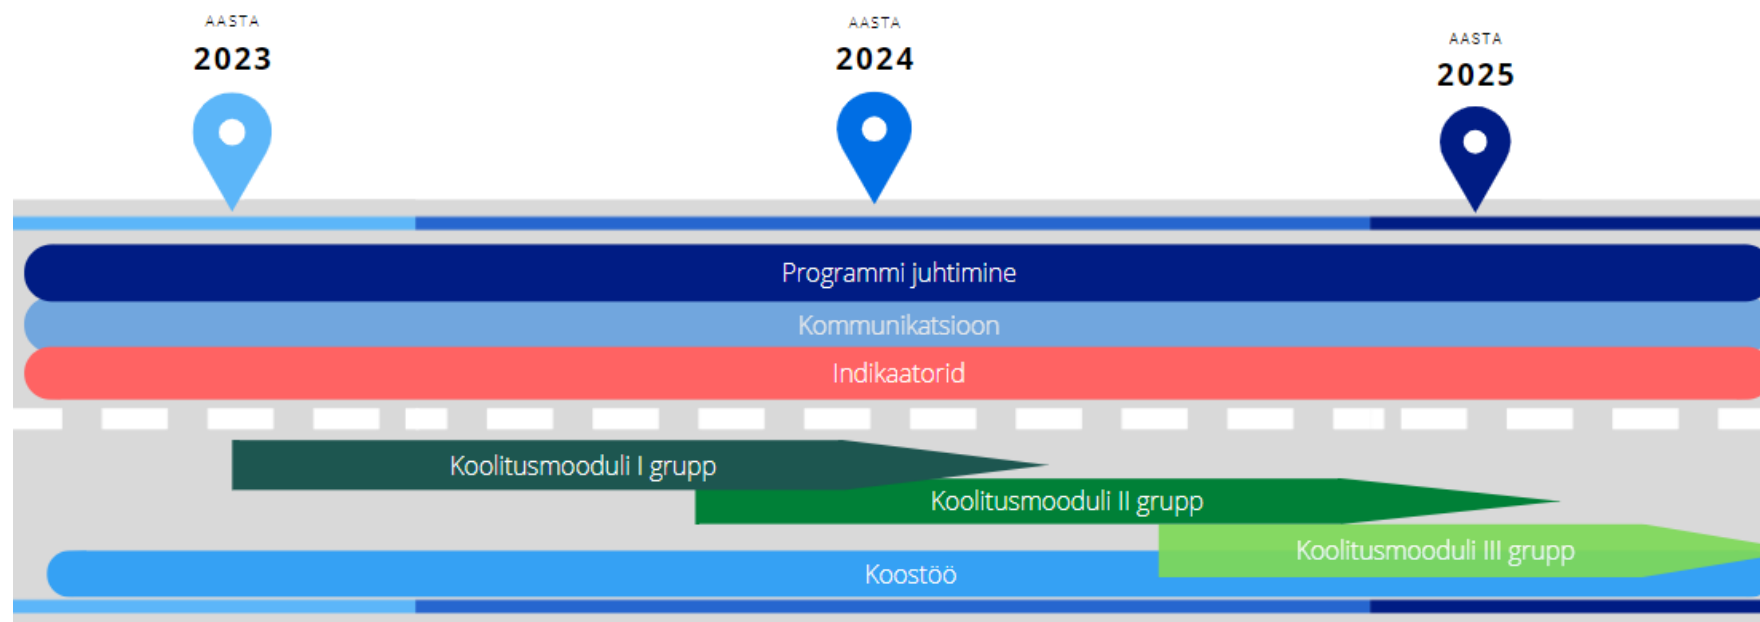 AASTA
2023
AASTA
2024
AASTA
2025
Programmi juhtimine
Kommunikatsioon
Indikaatorid
Koolitusmooduli I grupp
Koolitusmooduli II grupp
Koolitusmooduli III grupp
Koostöö